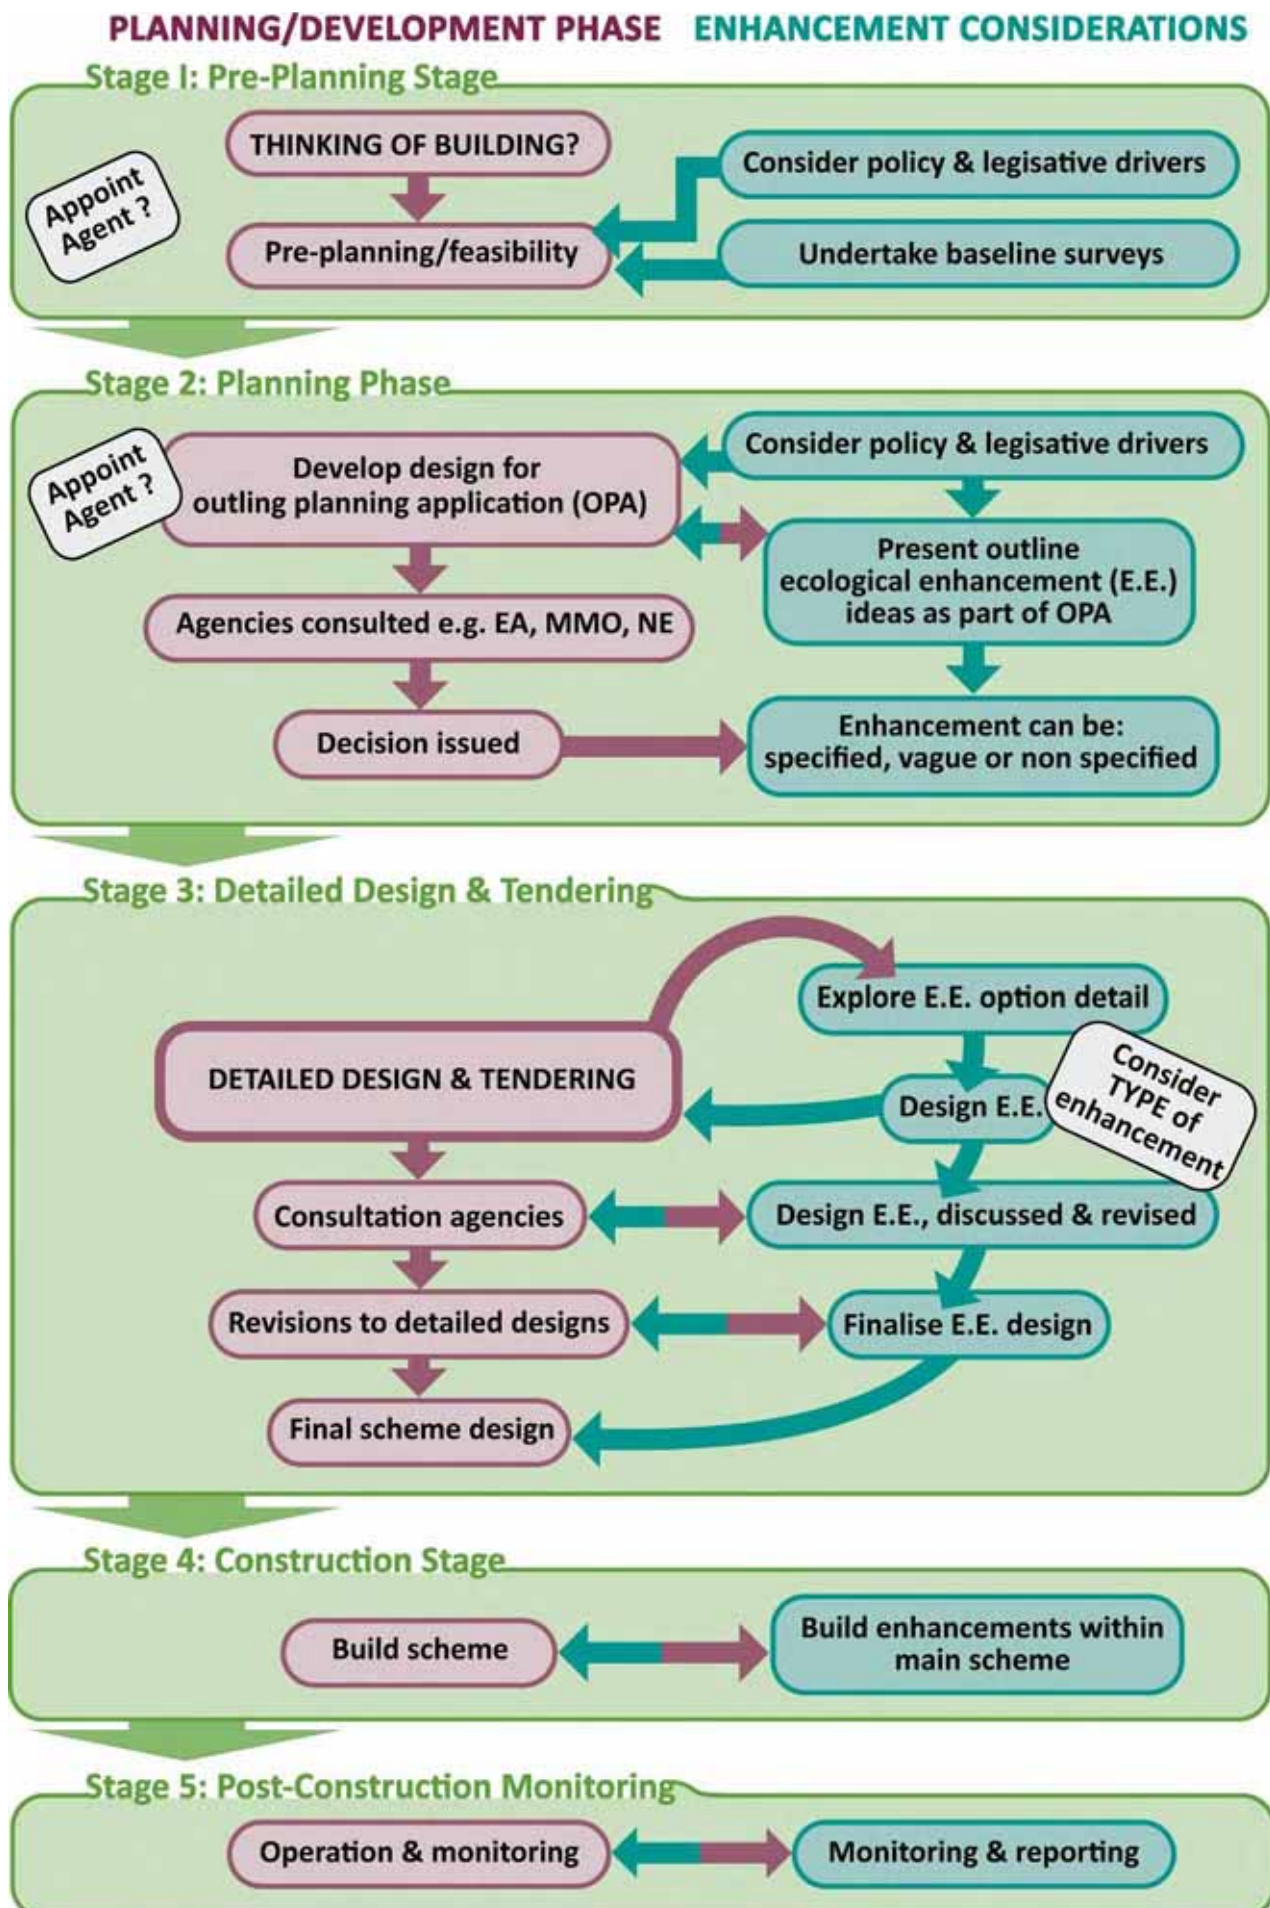 PLANNING/DEVELOPMENT PHASE ENHANCEMENT CONSIDERATIONS
Stage I: Pre-Planning Stage
THINKING OF BUILDING?
Consider policy & legisative drivers
Appoint
Agent ?
Pre-planning/feasibility
Undertake baseline surveys
Stage 2: Planning Phase
Appoint
Agent ?
Develop design for
outling planning application (OPA)
Consider policy & legisative drivers
Present outline
ecological enhancement (E.E.)
ideas as part of OPA
Agencies consulted e.g. EA, MMO, NE
Decision issued
Enhancement can be:
specified, vague or non specified
Stage 3: Detailed Design & Tendering
Explore E.E. option detail
DETAILED DESIGN & TENDERING
Design E.E.
Consider
TYPE of
enhancement
Consultation agencies
Design E.E., discussed & revised
Revisions to detailed designs
Finalise E.E. design
Final scheme design
Stage 4: Construction Stage
Build scheme
Build enhancements within
main scheme
Stage 5: Post-Construction Monitoring
Operation & monitoring
Monitoring & reporting